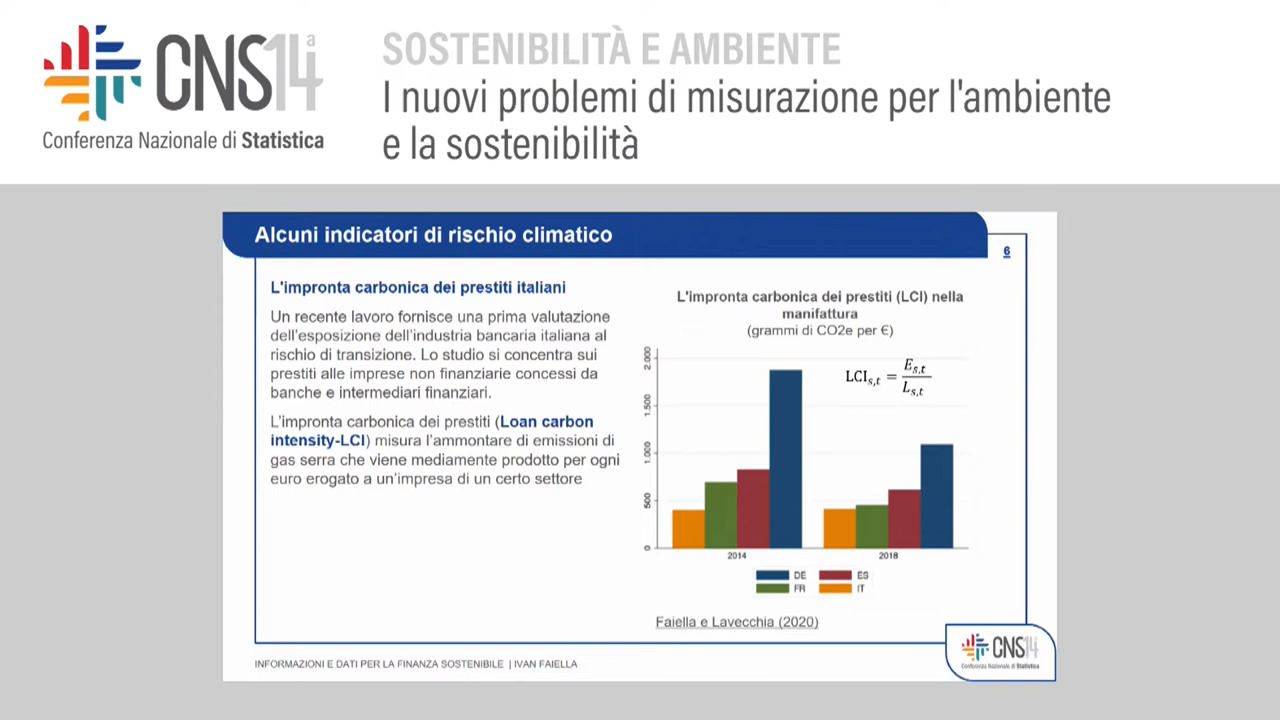 CNS14ª
Conferenza Nazionale di Statistica
SOSTENIBILITÀ E AMBIENTE
I nuovi problemi di misurazione per l'ambiente
e la sostenibilità
Alcuni indicatori di rischio climatico
6
L'impronta carbonica dei prestiti italiani
Un recente lavoro fornisce una prima valutazione
dell'esposizione dell'industria bancaria italiana al
rischio di transizione. Lo studio si concentra sui
prestiti alle imprese non finanziarie concessi da
banche e intermediari finanziari.
L'impronta carbonica dei prestiti (Loan carbon
intensity-LCI) misura l'ammontare di emissioni di
gas serra che viene mediamente prodotto per ogni
euro erogato a un'impresa di un certo settore
L'impronta carbonica dei prestiti (LCI) nella
manifattura
(grammi di CO2e per €)
LCI_{s,t} = E_{s,t} / L_{s,t}
2.000
1.500
1.000
500
0
2014 2018
DE ES
FR IT
Faiella e Lavecchia (2020)
INFORMAZIONI E DATI PER LA FINANZA SOSTENIBILE | IVAN FAIELLA
CNS14ª
Conferenza Nazionale di Statistica